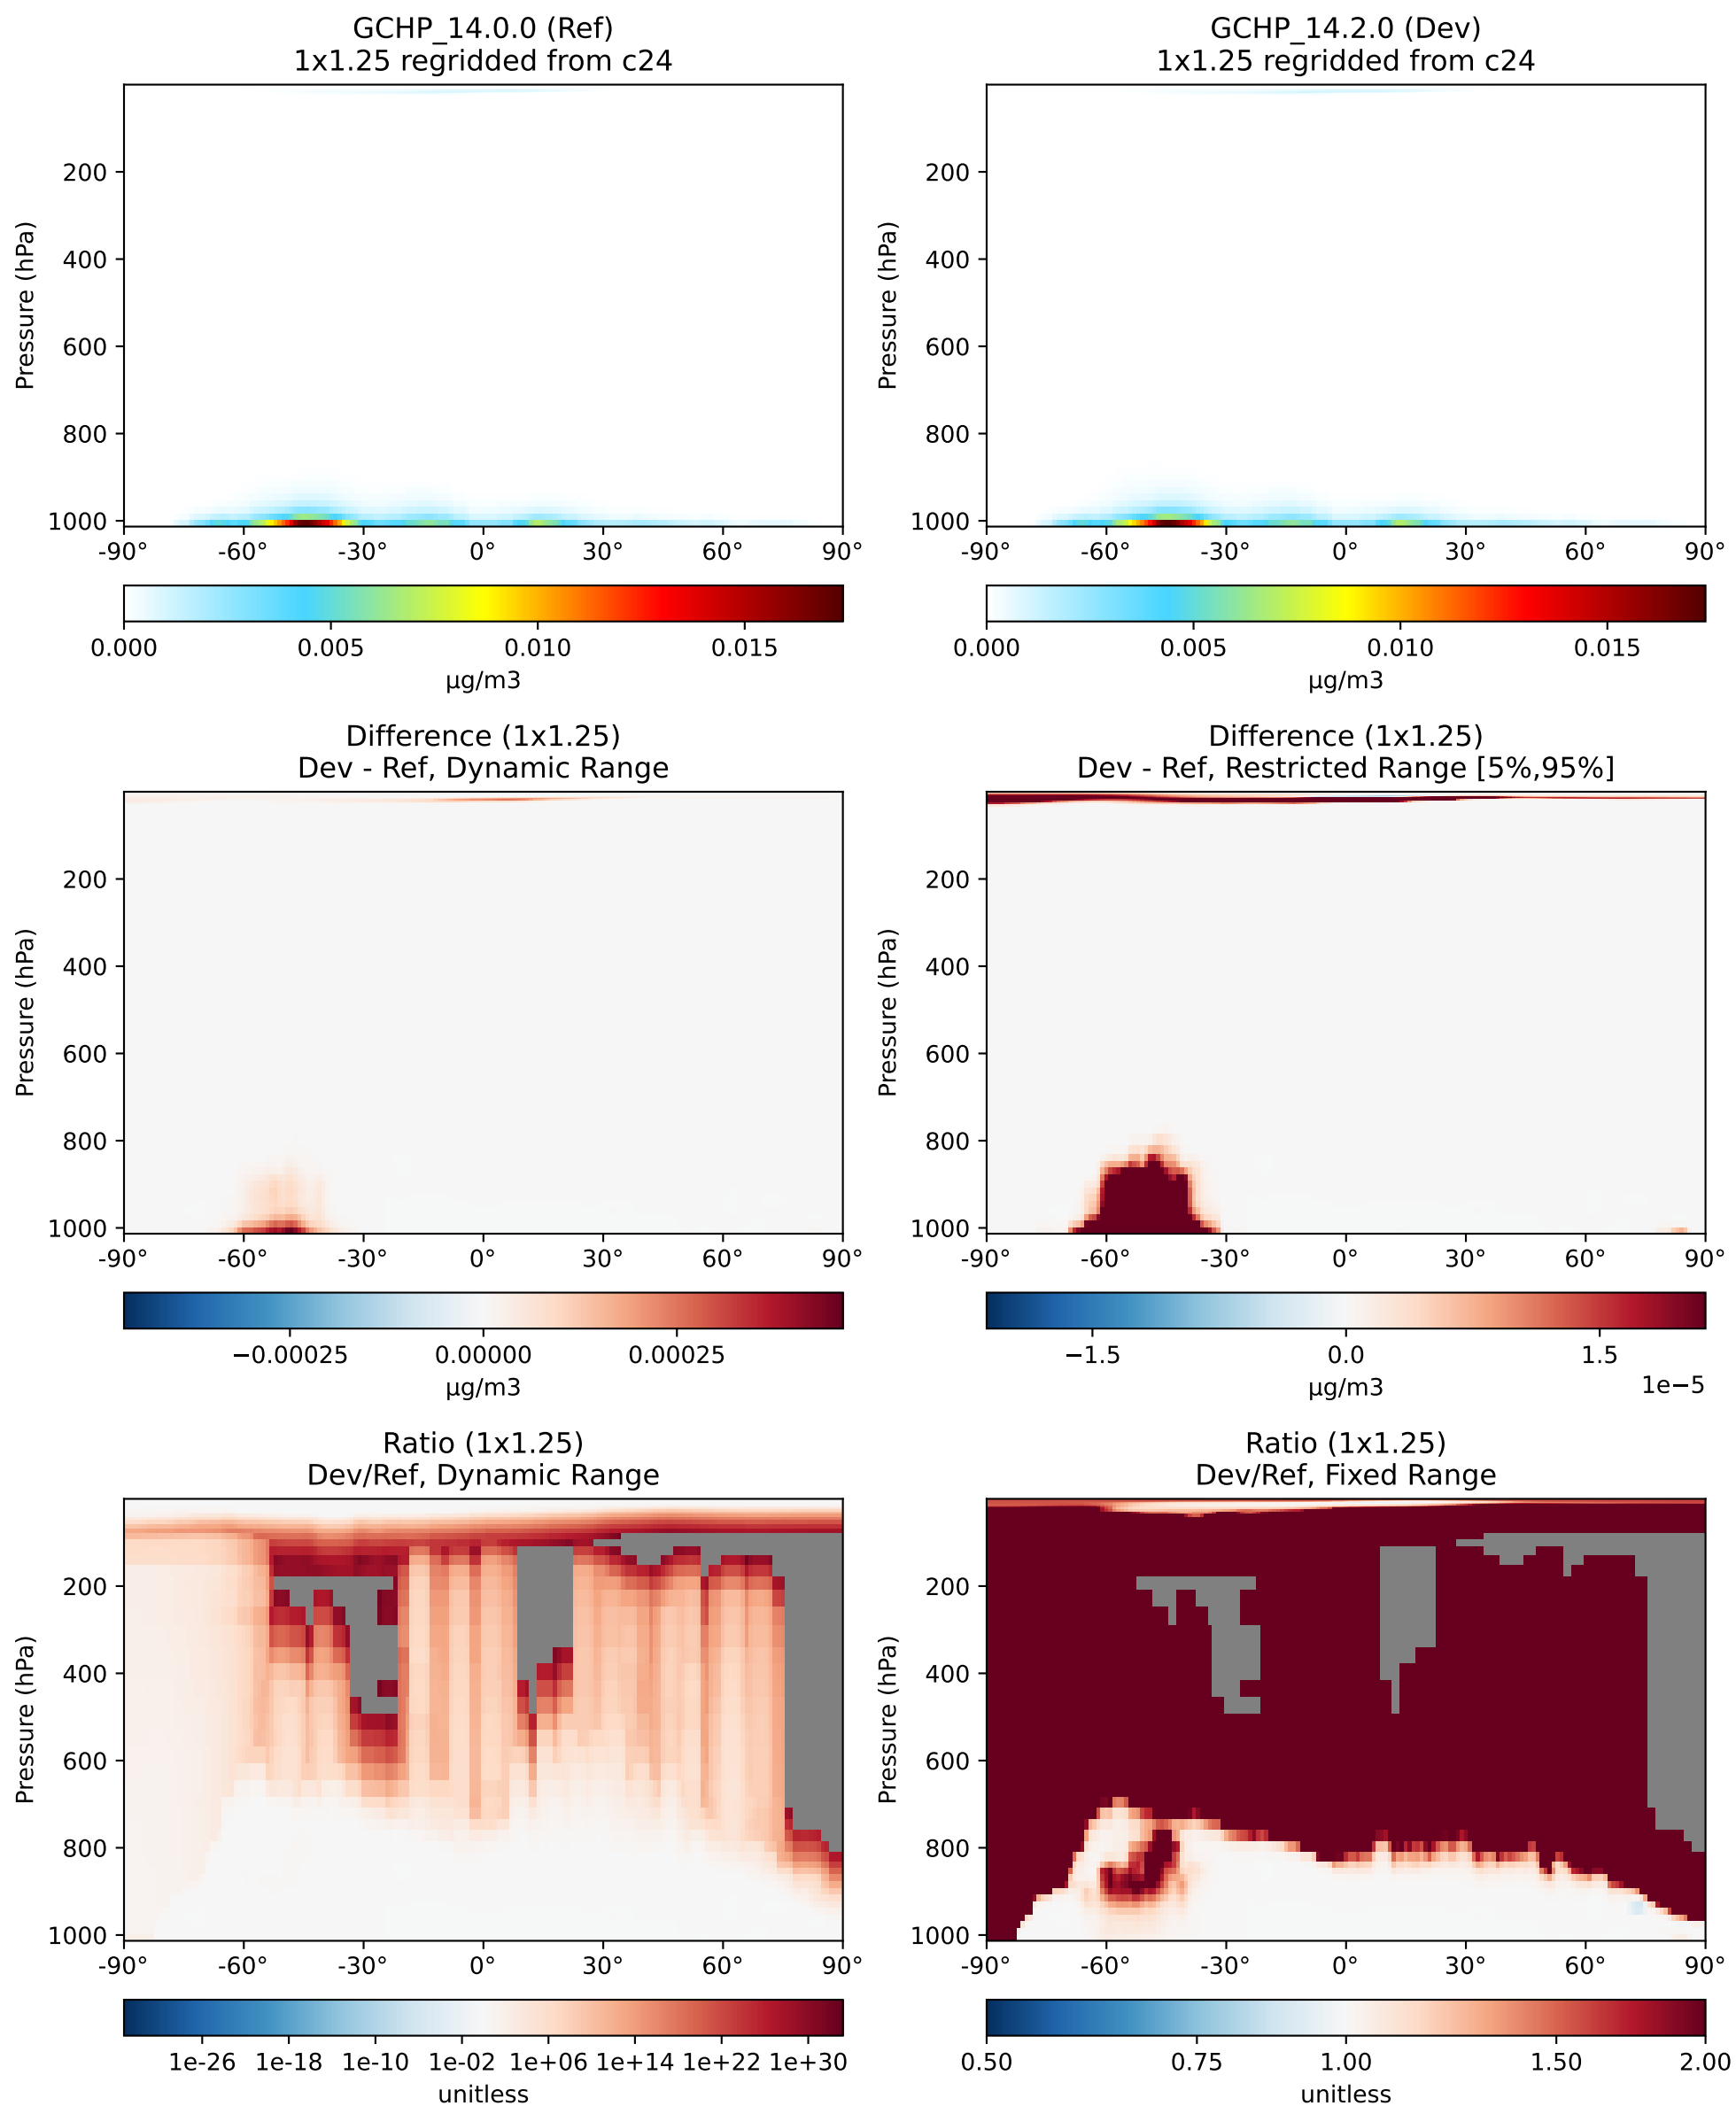 GCHP_14.0.0 (Ref)
1x1.25 regridded from c24
Pressure (hPa)
200
400
600
800
1000
-90° -60° -30° 0° 30° 60° 90°
0.000 0.005 0.010 0.015
μg/m3
GCHP_14.2.0 (Dev)
1x1.25 regridded from c24
Pressure (hPa)
200
400
600
800
1000
-90° -60° -30° 0° 30° 60° 90°
0.000 0.005 0.010 0.015
μg/m3
Difference (1x1.25)
Dev - Ref, Dynamic Range
Pressure (hPa)
200
400
600
800
1000
-90° -60° -30° 0° 30° 60° 90°
−0.00025 0.00000 0.00025
μg/m3
Difference (1x1.25)
Dev - Ref, Restricted Range [5%,95%]
Pressure (hPa)
200
400
600
800
1000
-90° -60° -30° 0° 30° 60° 90°
−1.5 0.0 1.5
μg/m3
1e−5
Ratio (1x1.25)
Dev/Ref, Dynamic Range
Pressure (hPa)
200
400
600
800
1000
-90° -60° -30° 0° 30° 60° 90°
1e-26 1e-18 1e-10 1e-02 1e+06 1e+14 1e+22 1e+30
unitless
Ratio (1x1.25)
Dev/Ref, Fixed Range
Pressure (hPa)
200
400
600
800
1000
-90° -60° -30° 0° 30° 60° 90°
0.50 0.75 1.00 1.50 2.00
unitless